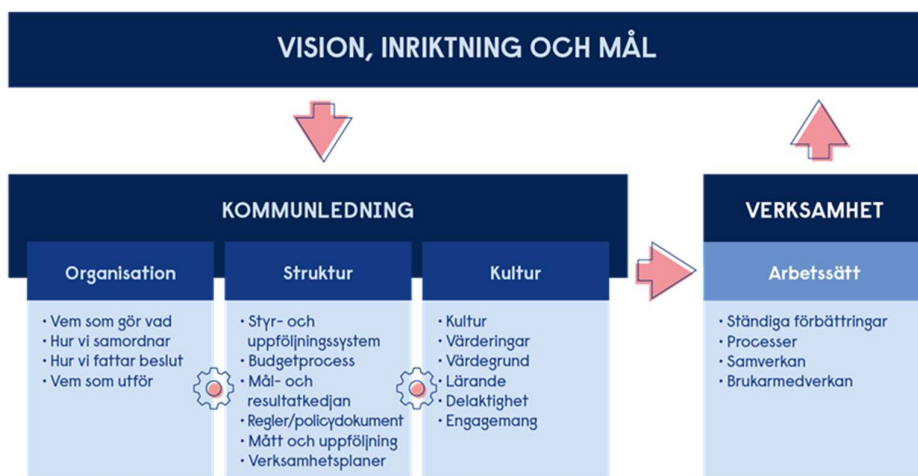 VISION, INRIKTNING OCH MÅL
KOMMUNLEDNING
Organisation
• Vem som gör vad
• Hur vi samordnar
• Hur vi fattar beslut
• Vem som utför
Struktur
• Styr- och
uppföljningssystem
• Budgetprocess
• Mål- och
resultatkedjan
• Regler/policydokument
• Mått och uppföljning
• Verksamhetsplaner
Kultur
• Kultur
• Värderingar
• Värdegrund
• Lärande
• Delaktighet
• Engagemang
VERKSAMHET
Arbetssätt
• Ständiga förbättringar
• Processer
• Samverkan
• Brukarmedverkan